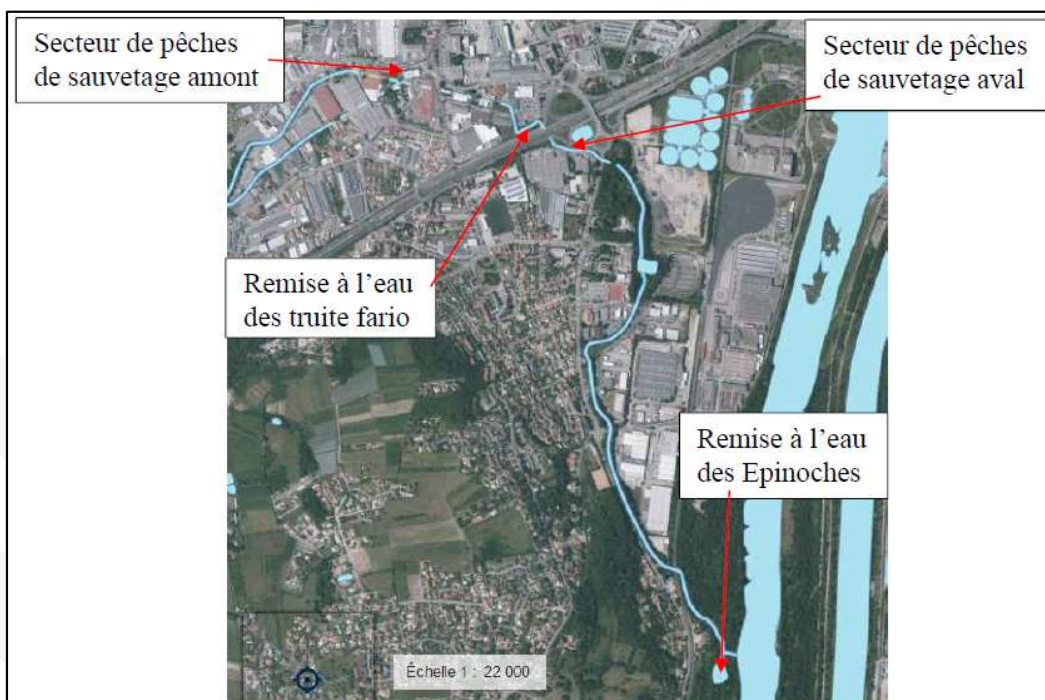 Secteur de pêches
de sauvetage amont
Secteur de pêches
de sauvetage aval
Remise à l'eau
des truite fario
Remise à l'eau
des Epinoches
Échelle 1 : 22 000